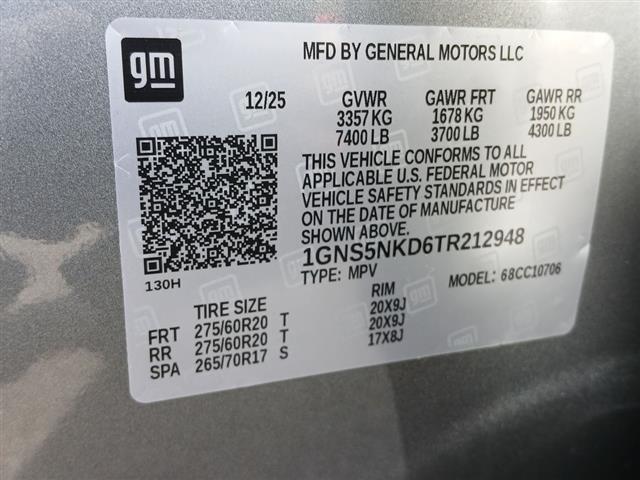 gm
MFD BY GENERAL MOTORS LLC
12/25 GVWR GAWR FRT GAWR RR
3357 KG 1678 KG 1950 KG
7400 LB 3700 LB 4300 LB
THIS VEHICLE CONFORMS TO ALL
APPLICABLE U.S. FEDERAL MOTOR
VEHICLE SAFETY STANDARDS IN EFFECT
ON THE DATE OF MANUFACTURE
SHOWN ABOVE.
1GNS5NKD6TR212948
130H TYPE: MPV MODEL: 68CC10706
TIRE SIZE RIM
FRT 275/60R20 T 20X9J
RR 275/60R20 T 20X9J
SPA 265/70R17 S 17X8J